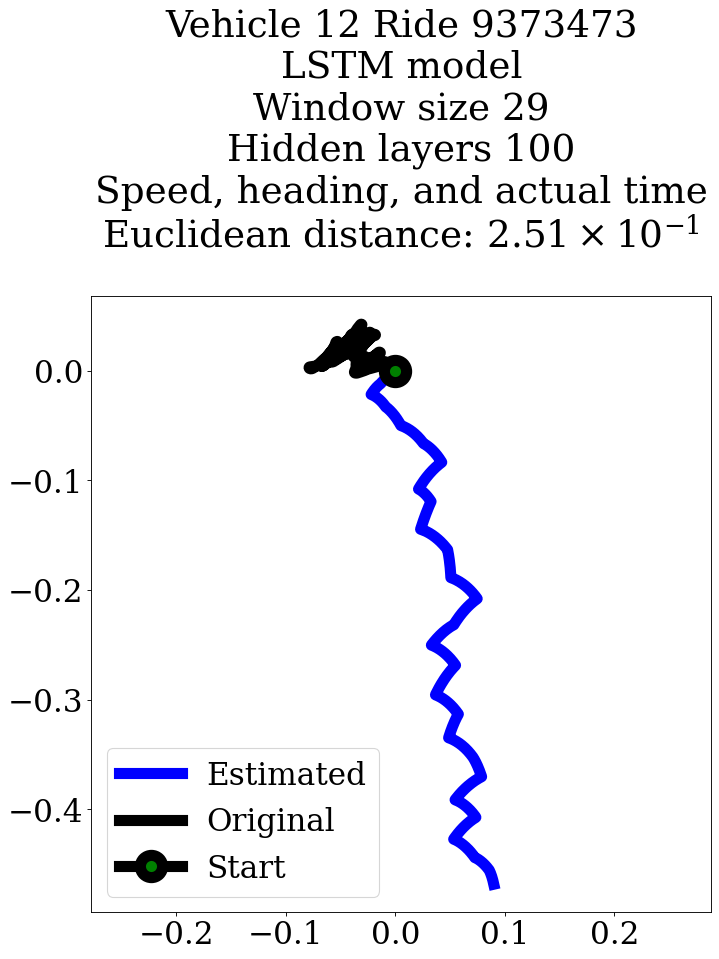 Vehicle 12 Ride 9373473
LSTM model
Window size 29
Hidden layers 100
Speed, heading, and actual time
Euclidean distance: 2.51 × 10⁻¹
0.0
−0.1
−0.2
−0.3
−0.4
Estimated
Original
Start
−0.2 −0.1 0.0 0.1 0.2